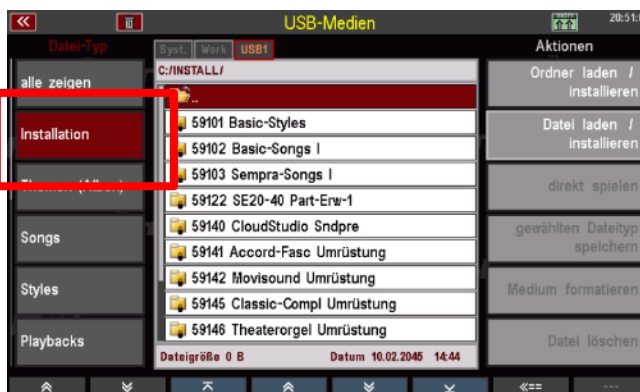 USB-Medien
20:51:
Datei-Typ
Syst. Work USB1
Aktionen
alle zeigen
Installation
Themen (Alben)
Songs
Styles
Playbacks
C:/INSTALL/
..
59101 Basic-Styles
59102 Basic-Songs I
59103 Sempra-Songs I
59122 SE20-40 Part-Erw-1
59140 CloudStudio Sndpre
59141 Accord-Fasc Umrüstung
59142 Movisound Umrüstung
59145 Classic-Compl Umrüstung
59146 Theaterorgel Umrüstung
Dateigröße 0 B Datum 10.02.2045 14:44
Ordner laden /
installieren
Datei laden /
installieren
direkt spielen
gewählten Dateityp
speichern
Medium formatieren
Datei löschen
«==
---